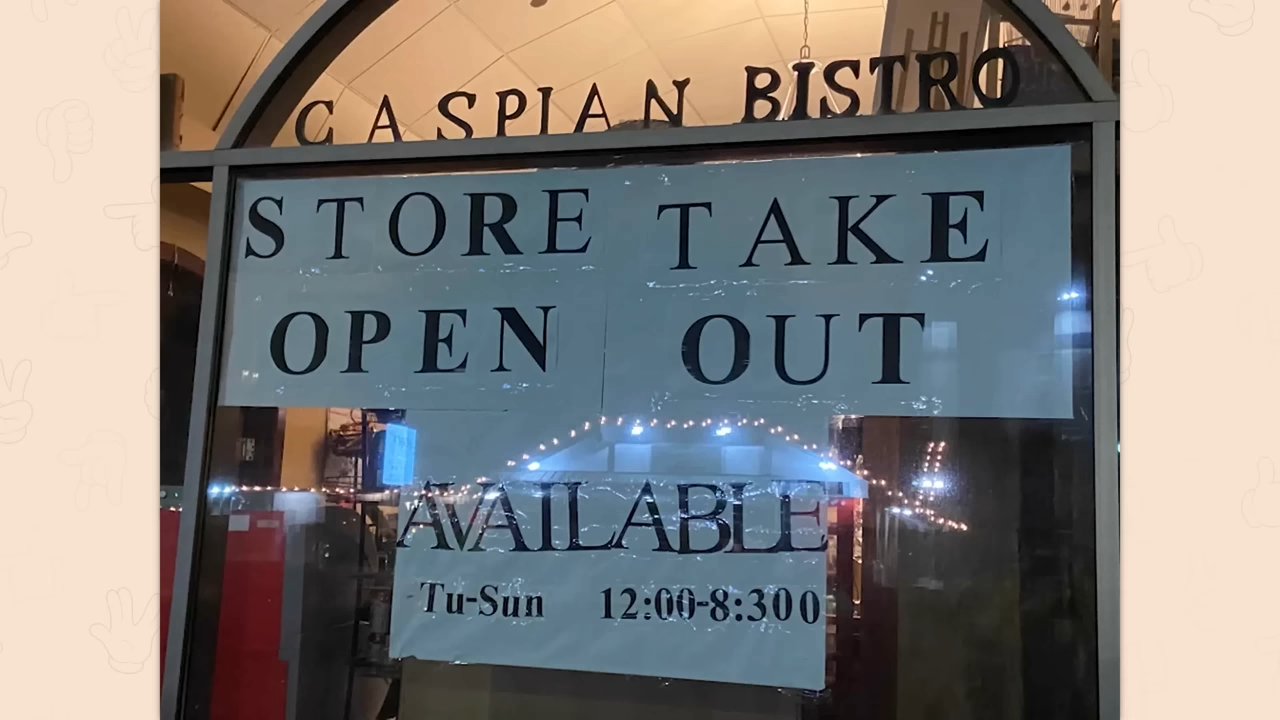 CASPIAN BISTRO
STORE TAKE
OPEN OUT
AVAILABLE
Tu-Sun 12:00-8:300